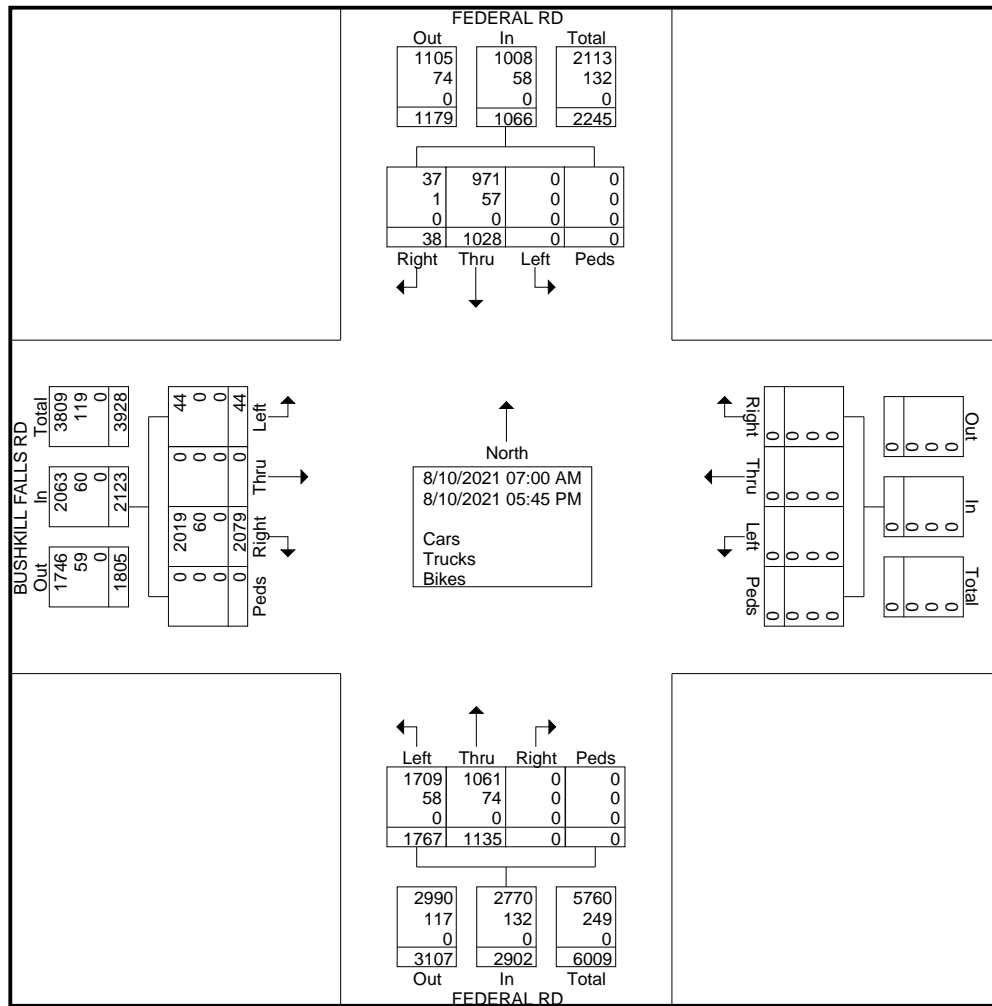 FEDERAL RD
Out In Total
1105 1008 2113
74 58 132
0 0 0
1179 1066 2245
37 971 0 0
1 57 0 0
0 0 0 0
38 1028 0 0
Right Thru Left Peds
BUSHKILL FALLS RD
Total In Out
3809 2063 1746
119 60 59
0 0 0
3928 2123 1805
44 0 2019 0
0 0 60 0
0 0 0 0
44 0 2079 0
Left Thru Right Peds
North
8/10/2021 07:00 AM
8/10/2021 05:45 PM
Cars
Trucks
Bikes
Right Thru Left Peds
0 0 0 0
0 0 0 0
0 0 0 0
0 0 0 0
Out In Total
0 0 0
0 0 0
0 0 0
0 0 0
Left Thru Right Peds
1709 1061 0 0
58 74 0 0
0 0 0 0
1767 1135 0 0
2990 2770 5760
117 132 249
0 0 0
3107 2902 6009
Out In Total
FEDERAL RD